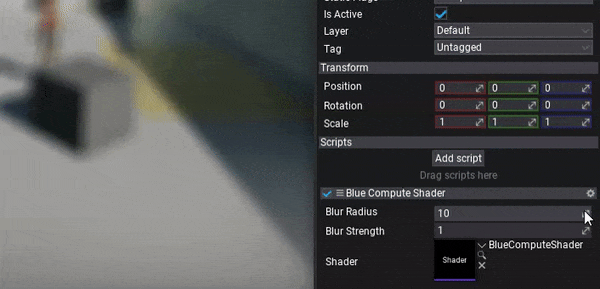 Is Active
Layer Default
Tag Untagged
Transform
Position 0 0 0
Rotation 0 0 0
Scale 1 1 1
Scripts
Add script
Drag scripts here
Blue Compute Shader
Blur Radius 10
Blur Strength 1
Shader Shader BlueComputeShader